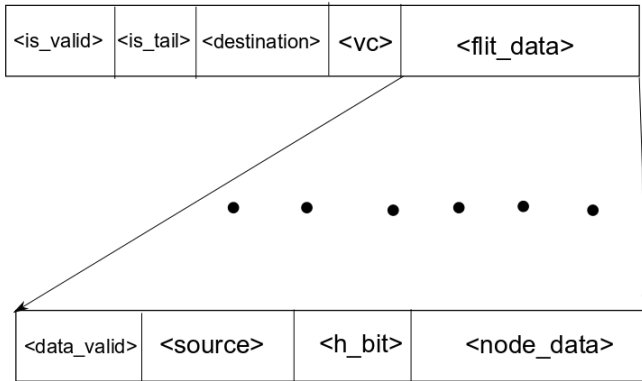 <is_valid> <is_tail> <destination> <vc> <flit_data>
<data_valid> <source> <h_bit> <node_data>